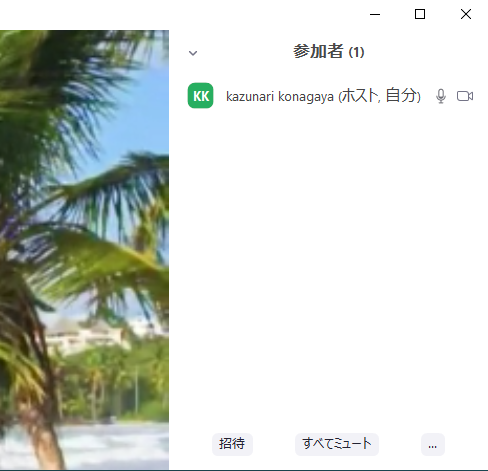 参加者 (1)
KK kazunari konagaya (ホスト, 自分)
招待 すべてミュート ...